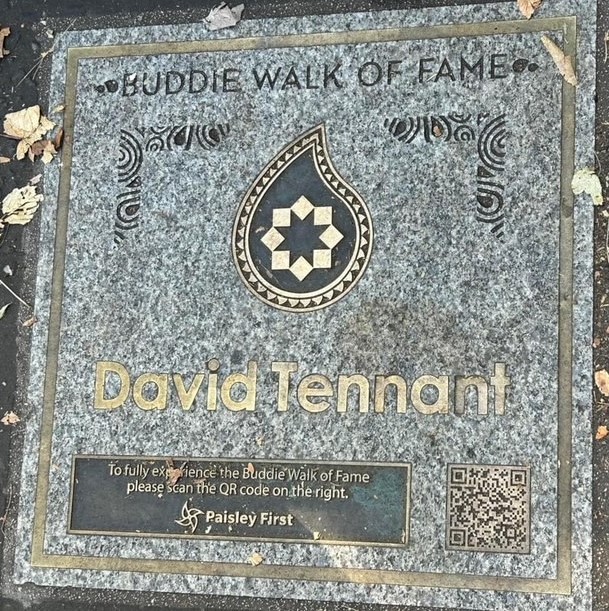 BUDDIE WALK OF FAME
David Tennant
To fully experience the Buddie Walk of Fame
please scan the QR code on the right.
Paisley First